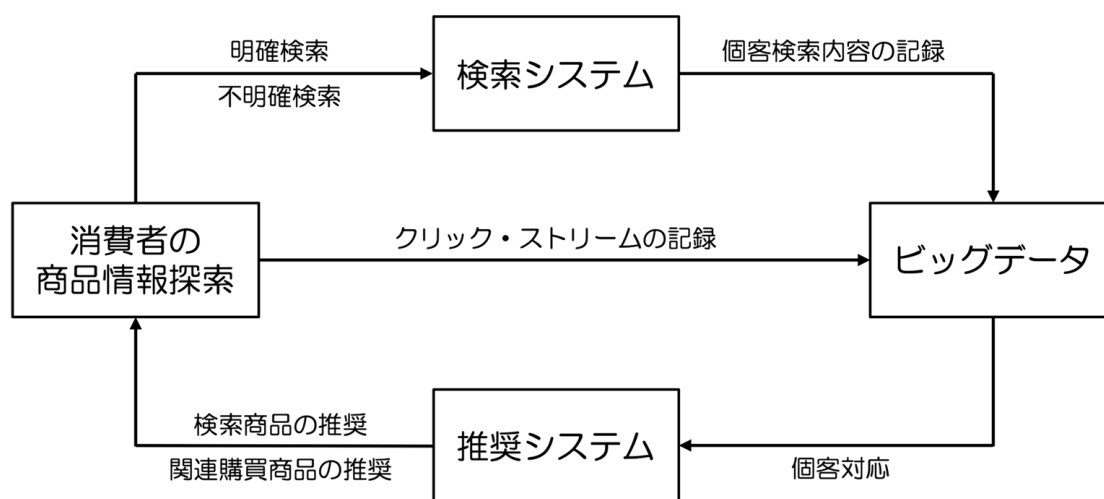 明確検索
不明確検索
検索システム
個客検索内容の記録
消費者の
商品情報探索
クリック・ストリームの記録
ビッグデータ
検索商品の推奨
関連購買商品の推奨
推奨システム
個客対応